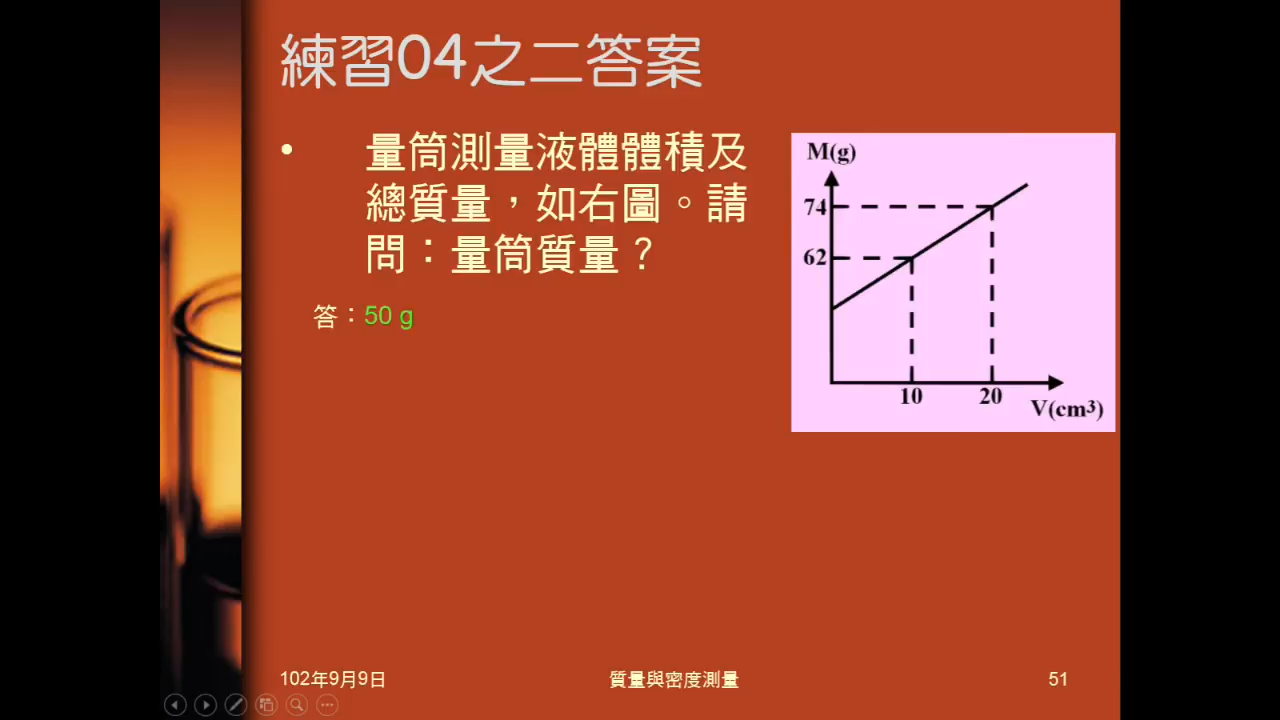 練習04之二答案
• 量筒測量液體體積及
總質量，如右圖。請
問：量筒質量？
答：50 g
M(g)
74
62
10
20
V(cm³)
102年9月9日
質量與密度測量
51